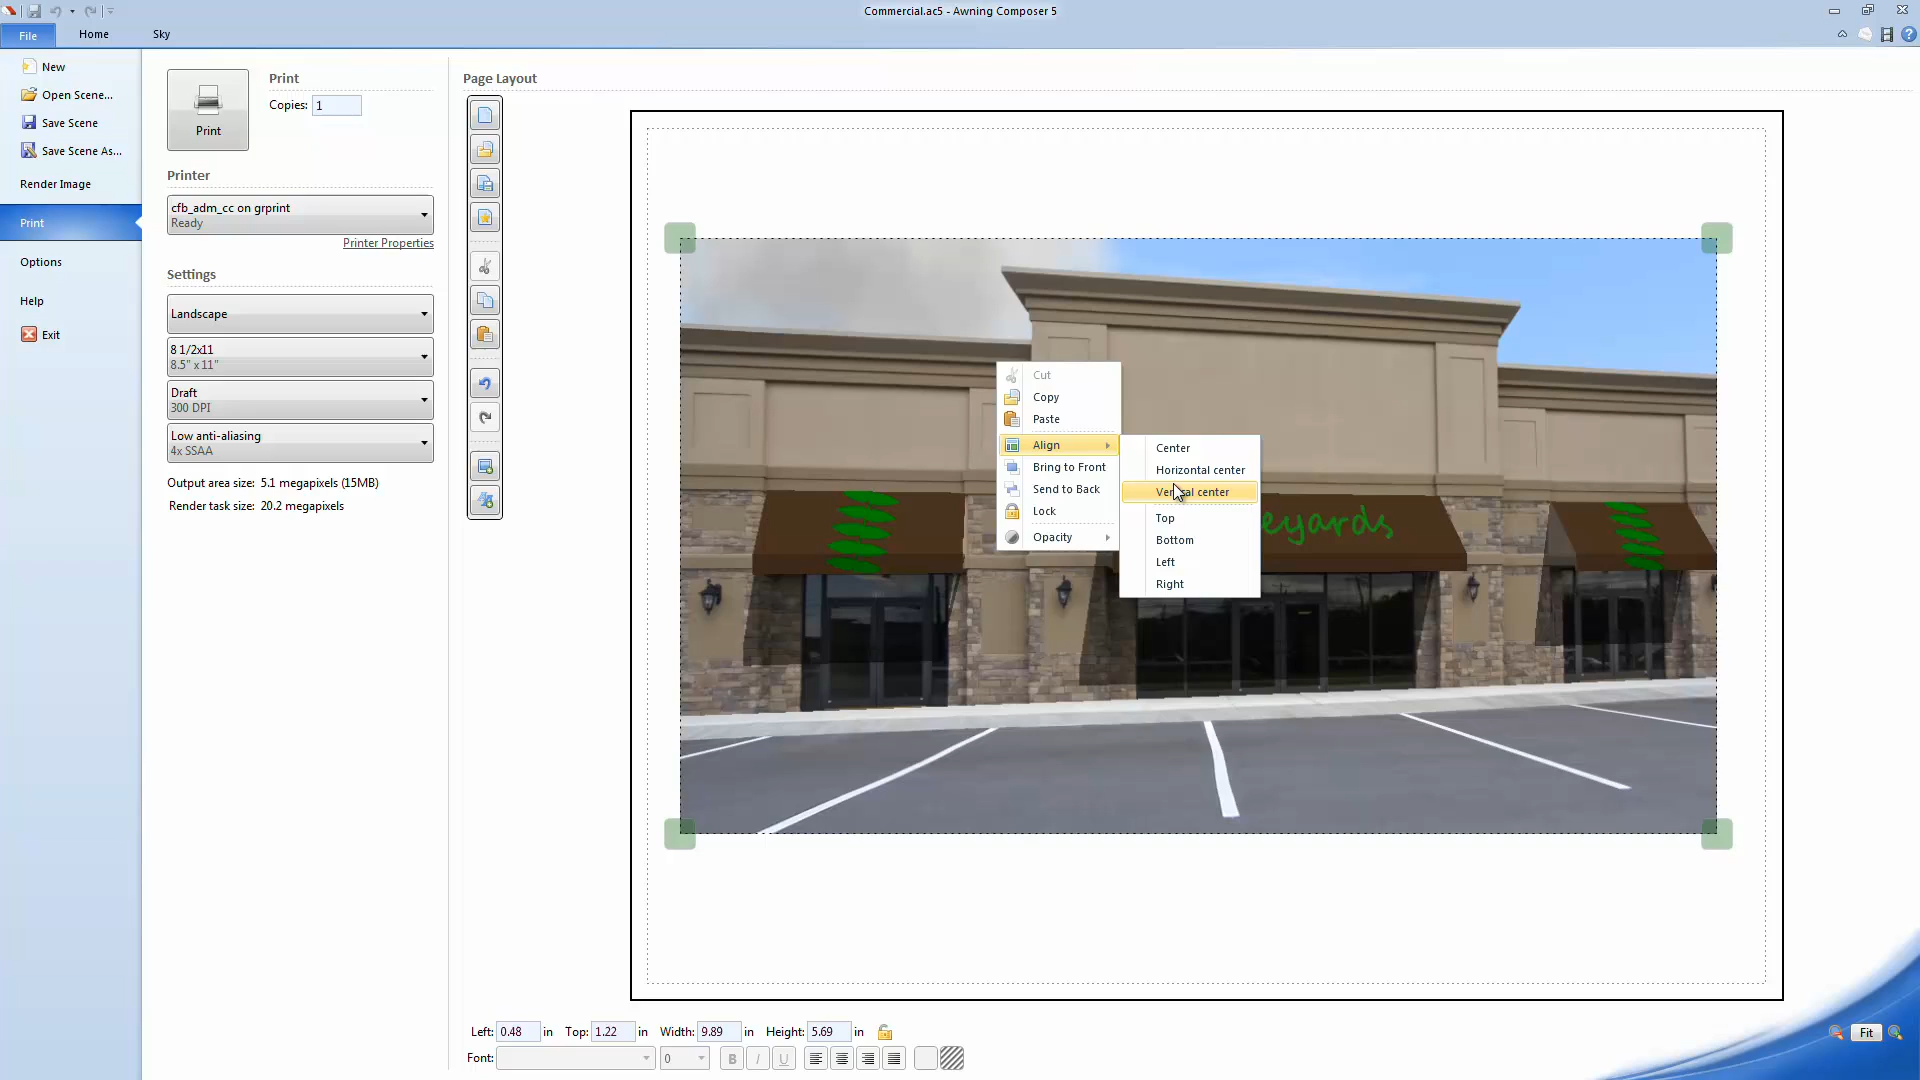 Commercial.ac5 - Awning Composer 5
File
Home
Sky
New
Open Scene...
Save Scene
Save Scene As...
Render Image
Print
Options
Help
Exit
Print
Print
Copies: 1
Printer
cfb_adm_cc on grprint
Ready
Printer Properties
Settings
Landscape
8 1/2x11
8.5" x 11"
Draft
300 DPI
Low anti-aliasing
4x SSAA
Output area size: 5.1 megapixels (15MB)
Render task size: 20.2 megapixels
Page Layout
Cut
Copy
Paste
Align
Bring to Front
Send to Back
Lock
Opacity
Center
Horizontal center
Vertical center
Top
Bottom
Left
Right
eyards
Left: 0.48 in Top: 1.22 in Width: 9.89 in Height: 5.69 in
Font: 0 B I U
Fit